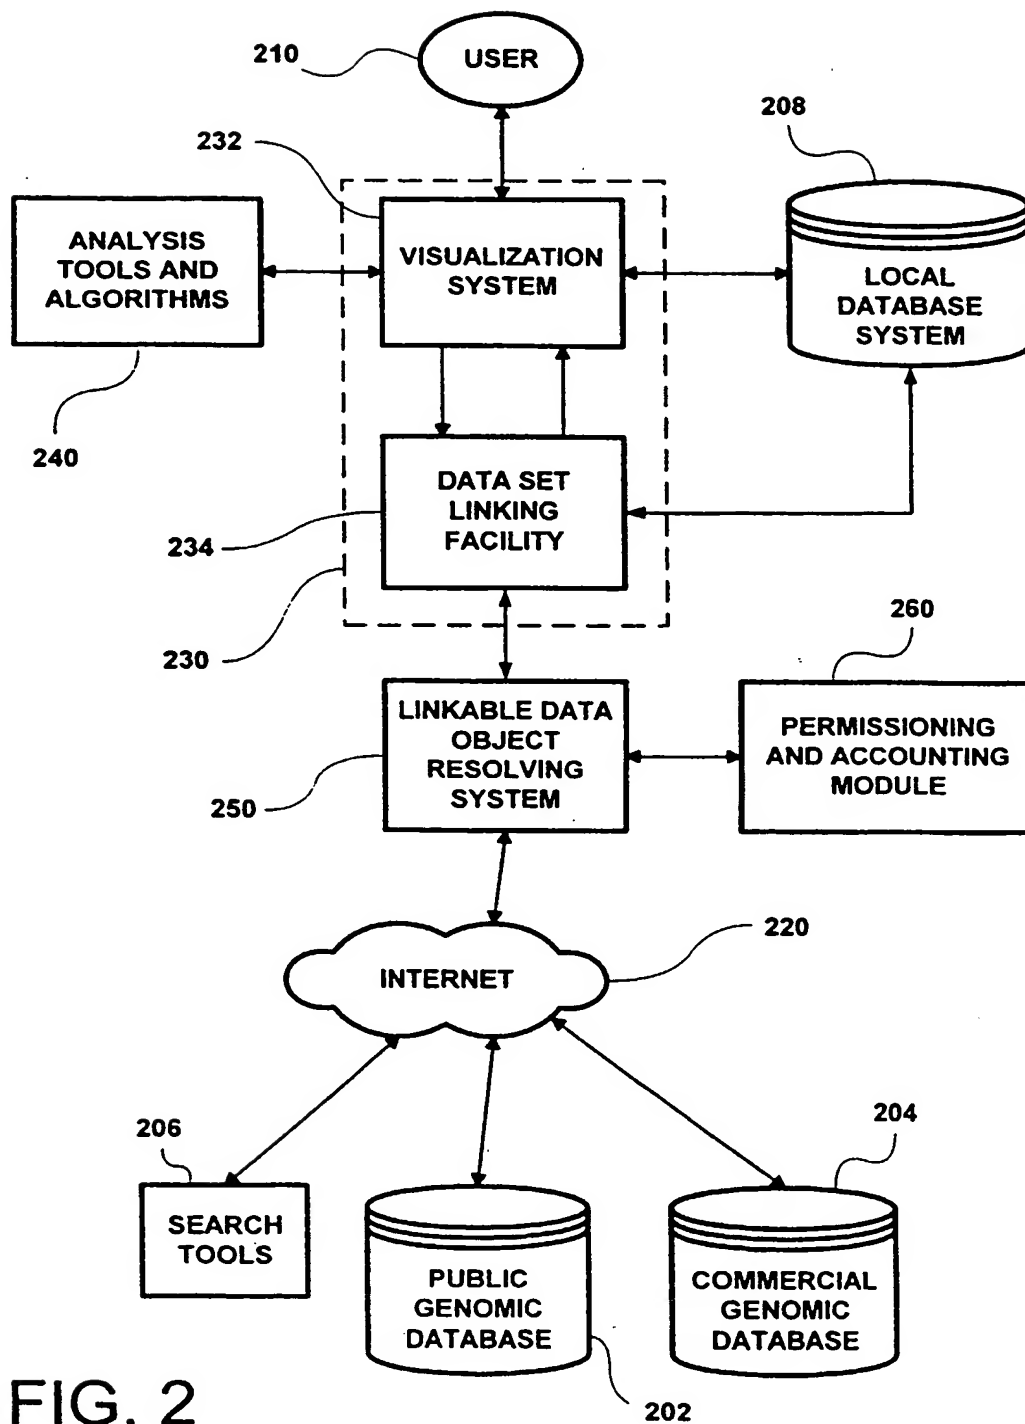 210
USER
232
208
ANALYSIS
TOOLS AND
ALGORITHMS
VISUALIZATION
SYSTEM
LOCAL
DATABASE
SYSTEM
240
DATA SET
LINKING
FACILITY
234
230
260
LINKABLE DATA
OBJECT
RESOLVING
SYSTEM
PERMISSIONING
AND ACCOUNTING
MODULE
250
INTERNET
220
206
204
SEARCH
TOOLS
PUBLIC
GENOMIC
DATABASE
COMMERCIAL
GENOMIC
DATABASE
FIG. 2
202